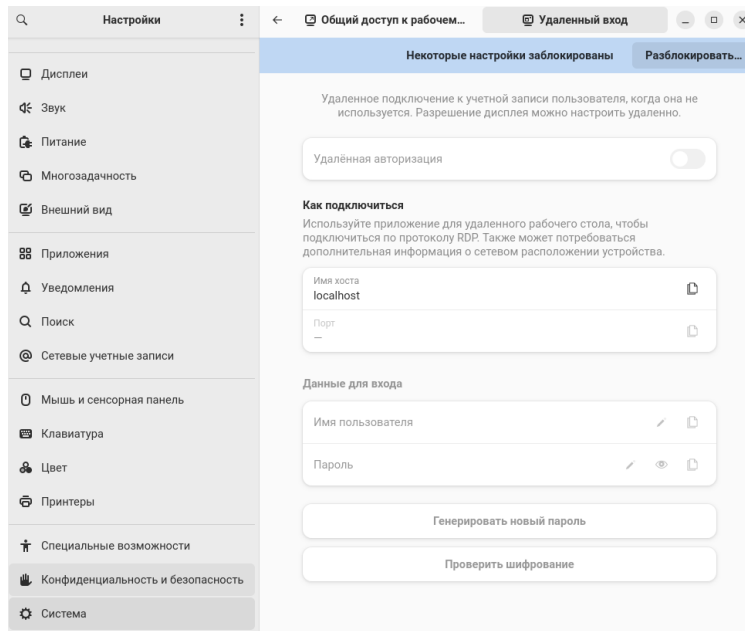 Настройки
Общий доступ к рабочем…
Удаленный вход
Некоторые настройки заблокированы
Разблокировать…
Дисплеи
Звук
Питание
Многозадачность
Внешний вид
Приложения
Уведомления
Поиск
Сетевые учетные записи
Мышь и сенсорная панель
Клавиатура
Цвет
Принтеры
Специальные возможности
Конфиденциальность и безопасность
Система
Удаленное подключение к учетной записи пользователя, когда она не
используется. Разрешение дисплея можно настроить удаленно.
Удалённая авторизация
Как подключиться
Используйте приложение для удаленного рабочего стола, чтобы
подключиться по протоколу RDP. Также может потребоваться
дополнительная информация о сетевом расположении устройства.
Имя хоста
localhost
Порт
—
Данные для входа
Имя пользователя
Пароль
Генерировать новый пароль
Проверить шифрование